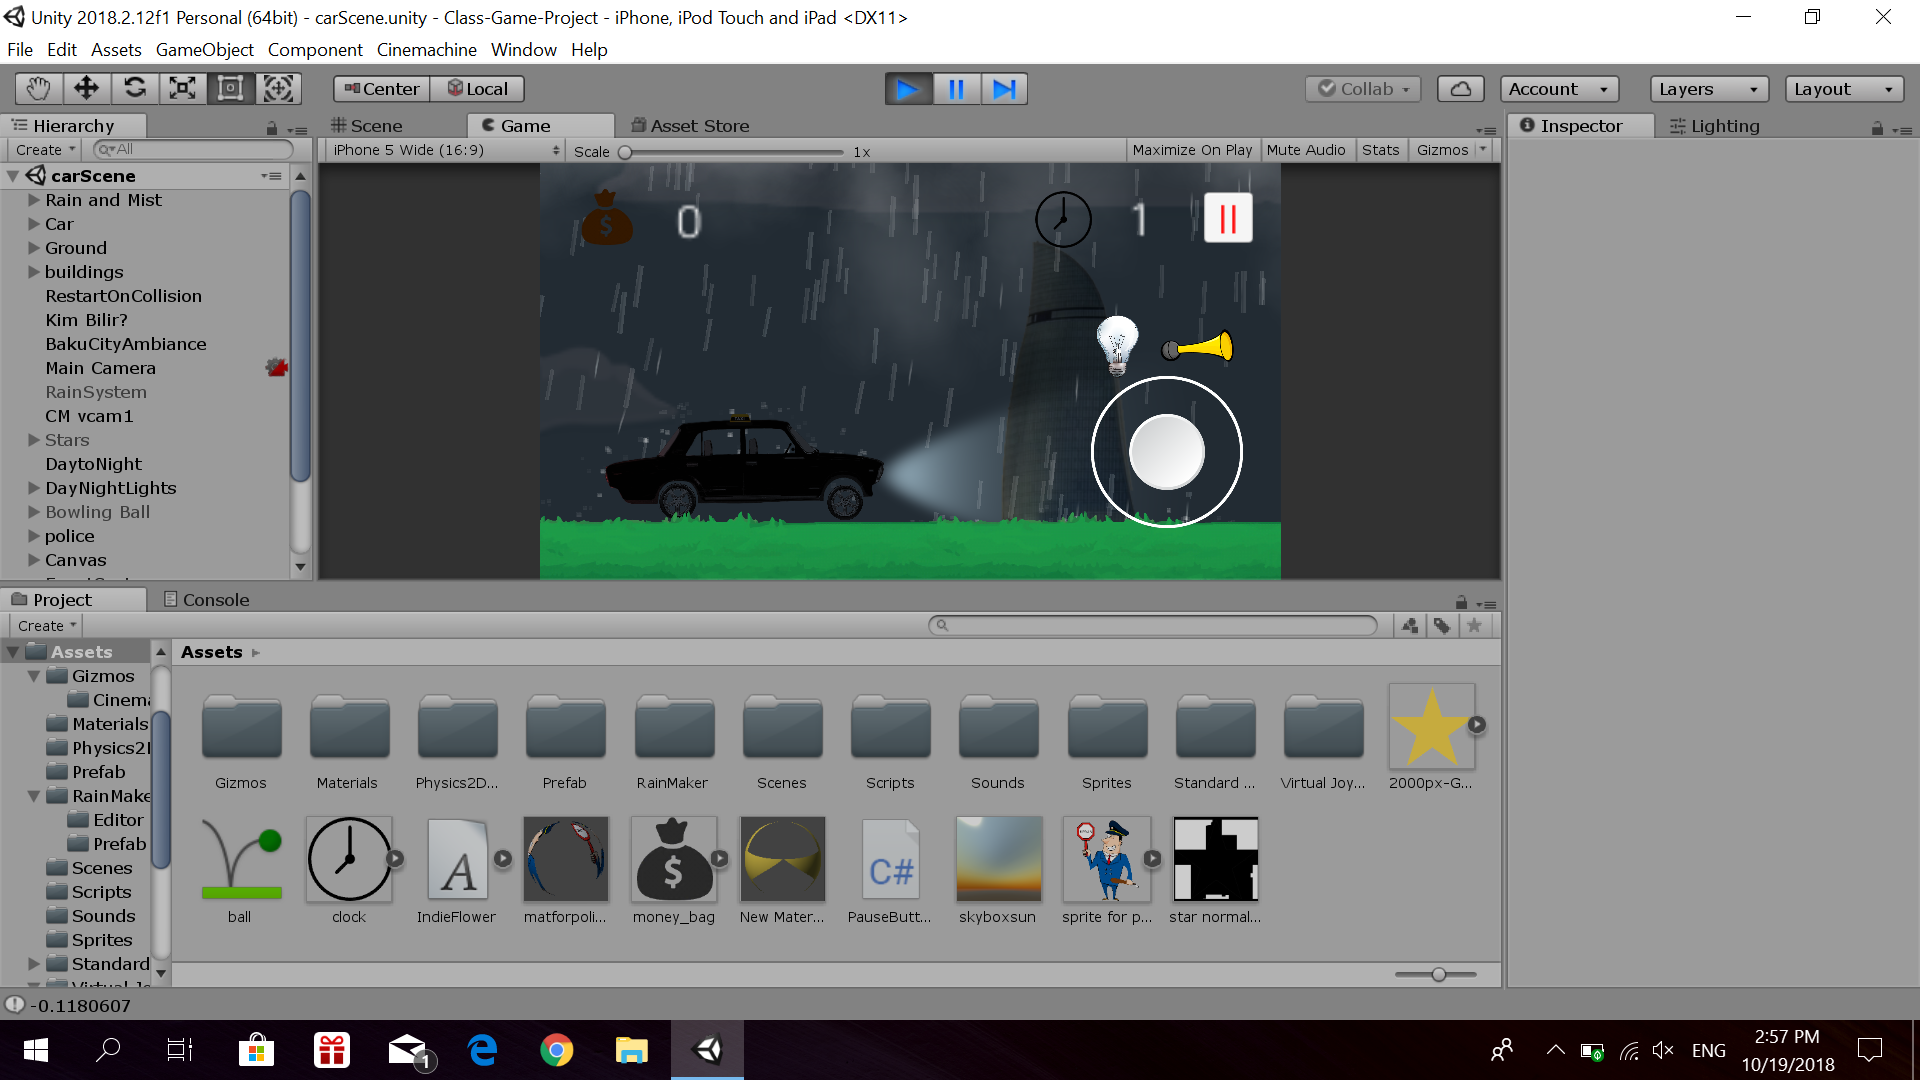 Unity 2018.2.12f1 Personal (64bit) - carScene.unity - Class-Game-Project - iPhone, iPod Touch and iPad <DX11>
File Edit Assets GameObject Component Cinemachine Window Help
Center Local Collab Account Layers Layout
Hierarchy Scene Game Asset Store Inspector Lighting
Create All iPhone 5 Wide (16:9) Scale 1x Maximize On Play Mute Audio Stats Gizmos
carScene
Rain and Mist
Car
Ground
buildings
RestartOnCollision
Kim Bilir?
BakuCityAmbiance
Main Camera
RainSystem
CM vcam1
Stars
DaytoNight
DayNightLights
Bowling Ball
police
Canvas
$ 0 1
Project Console
Create
Assets
Gizmos
Cinema
Materials
Physics2
Prefab
RainMake
Editor
Prefab
Scenes
Scripts
Sounds
Sprites
Standard
Assets
Gizmos Materials Physics2D... Prefab RainMaker Scenes Scripts Sounds Sprites Standard ... Virtual Joy... 2000px-G...
A $ C#
ball clock IndieFlower matforpoli... money_bag New Mater... PauseButt... skyboxsun sprite for p... star normal...
-0.1180607
1 ENG 2:57 PM
10/19/2018